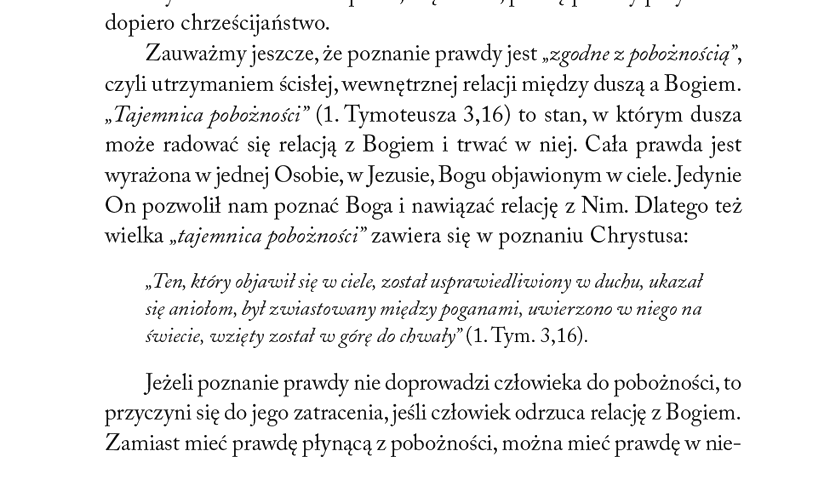 dopiero chrześcijaństwo.
Zauważmy jeszcze, że poznanie prawdy jest „zgodne z pobożnością”,
czyli utrzymaniem ścisłej, wewnętrznej relacji między duszą a Bogiem.
„Tajemnica pobożności” (1. Tymoteusza 3,16) to stan, w którym dusza
może radować się relacją z Bogiem i trwać w niej. Cała prawda jest
wyrażona w jednej Osobie, w Jezusie, Bogu objawionym w ciele. Jedynie
On pozwolił nam poznać Boga i nawiązać relację z Nim. Dlatego też
wielka „tajemnica pobożności” zawiera się w poznaniu Chrystusa:
„Ten, który objawił się w ciele, został usprawiedliwiony w duchu, ukazał
się aniołom, był zwiastowany między poganami, uwierzono w niego na
świecie, wzięty został w górę do chwały” (1. Tym. 3,16).
Jeżeli poznanie prawdy nie doprowadzi człowieka do pobożności, to
przyczyni się do jego zatracenia, jeśli człowiek odrzuca relację z Bogiem.
Zamiast mieć prawdę płynącą z pobożności, można mieć prawdę w nie-